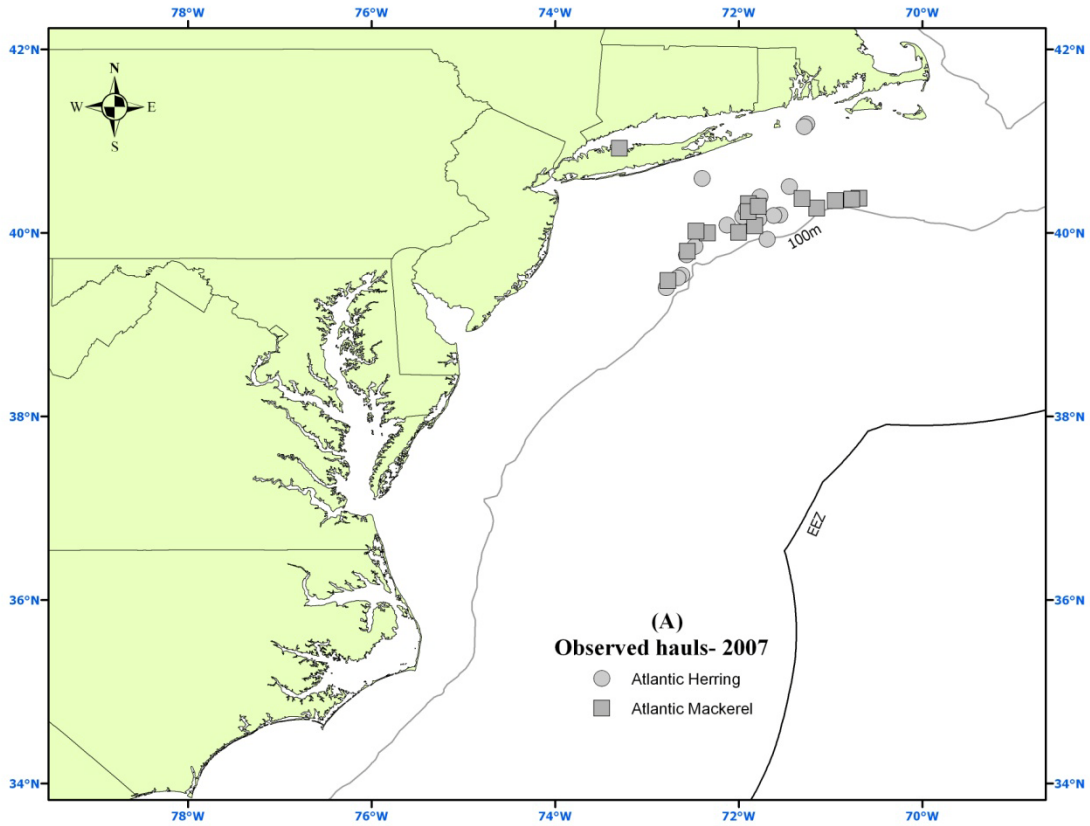 78°W 76°W 74°W 72°W 70°W
42°N 42°N
N
W E
S
40°N 40°N
100m
38°N 38°N
EEZ
36°N 36°N
(A)
Observed hauls- 2007
Atlantic Herring
Atlantic Mackerel
34°N 34°N
78°W 76°W 74°W 72°W 70°W